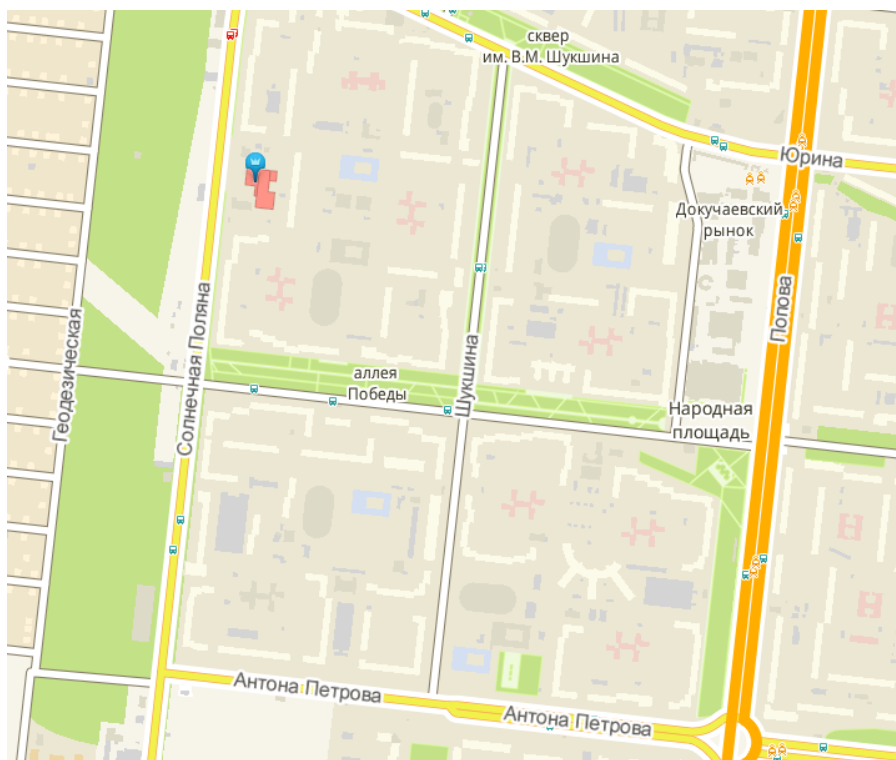 сквер
им. В.М. Шукшина
Юрина
Докучаевский
рынок
Попова
Солнечная Поляна
Геодезическая
аллея
Победы
Шукшина
Народная
площадь
Антона Петрова
Антона Петрова